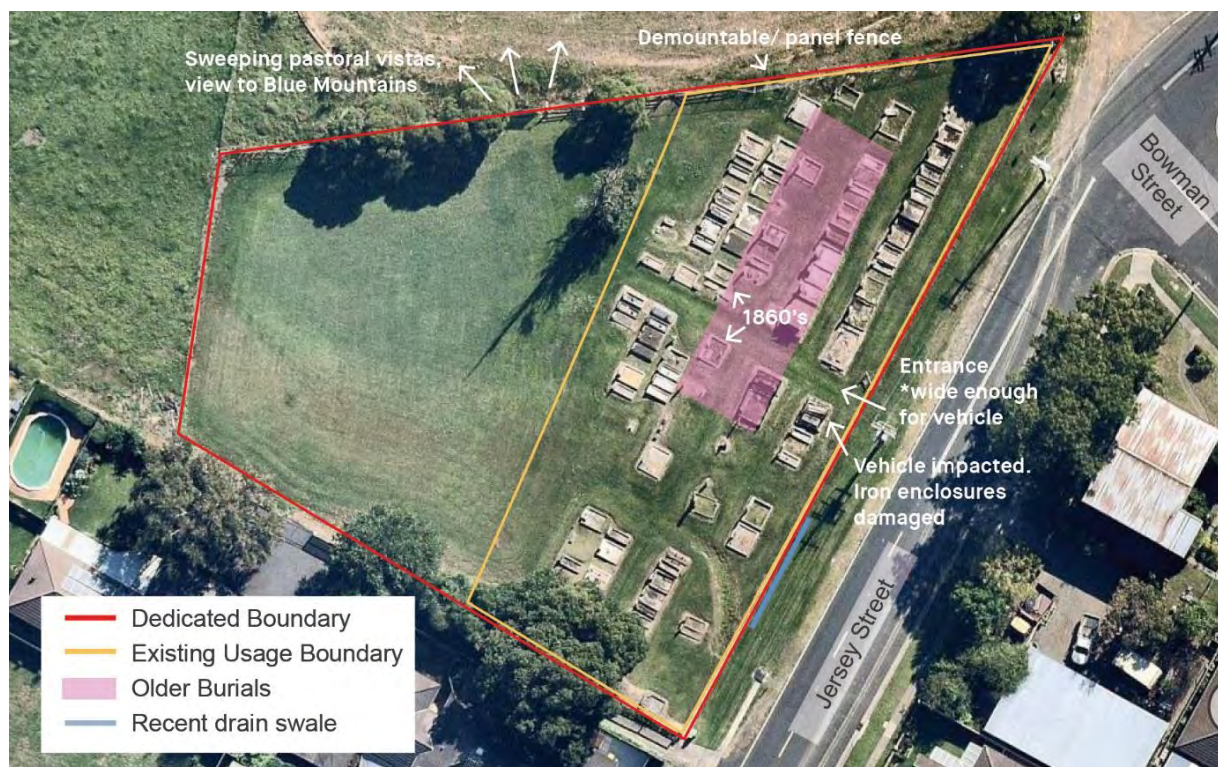 Sweeping pastoral vistas,
view to Blue Mountains
Demountable/ panel fence
Bowman
Street
1860's
Entrance
*wide enough
for vehicle
Vehicle impacted.
Iron enclosures
damaged
Jersey Street
Dedicated Boundary
Existing Usage Boundary
Older Burials
Recent drain swale